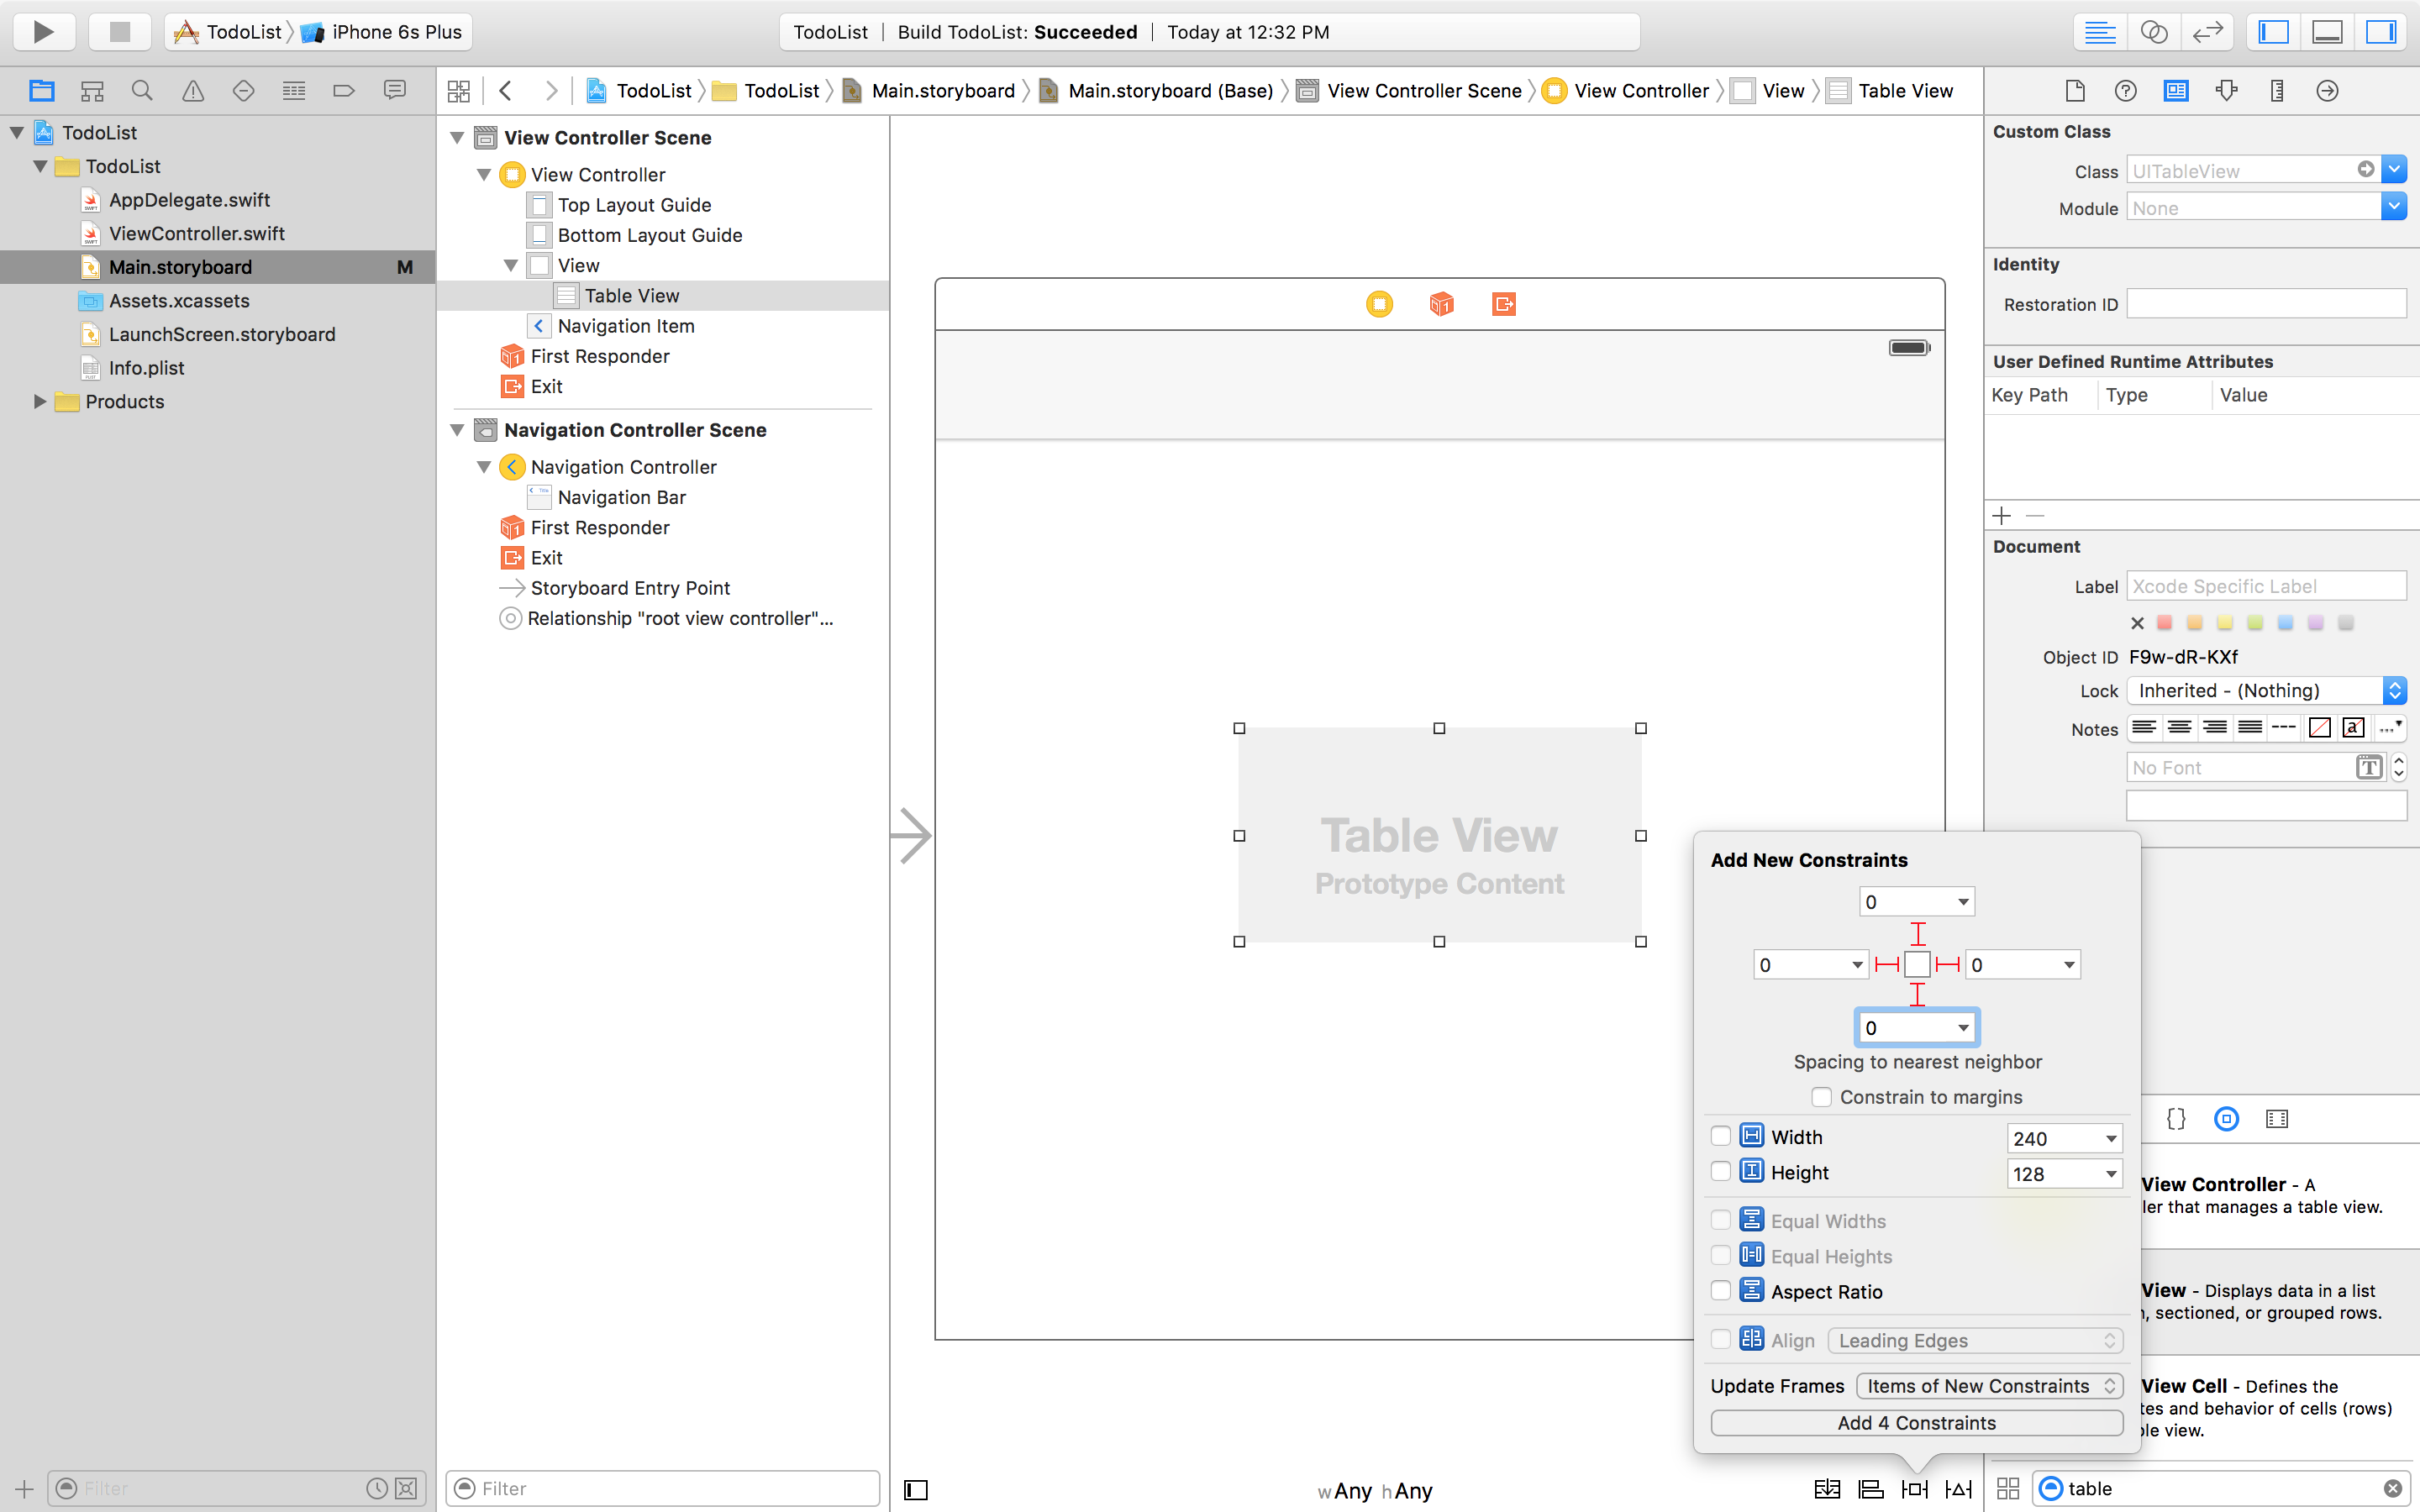 TodoList iPhone 6s Plus
TodoList | Build TodoList: Succeeded | Today at 12:32 PM
TodoList TodoList Main.storyboard Main.storyboard (Base) View Controller Scene View Controller View Table View
TodoList
TodoList
AppDelegate.swift
ViewController.swift
Main.storyboard M
Assets.xcassets
LaunchScreen.storyboard
Info.plist
Products
Filter
View Controller Scene
View Controller
Top Layout Guide
Bottom Layout Guide
View
Table View
Navigation Item
First Responder
Exit
Navigation Controller Scene
Navigation Controller
Navigation Bar
First Responder
Exit
Storyboard Entry Point
Relationship "root view controller"...
Filter
Table View
Prototype Content
wAny hAny
Add New Constraints
0
0 0
0
Spacing to nearest neighbor
Constrain to margins
Width 240
Height 128
Equal Widths
Equal Heights
Aspect Ratio
Align Leading Edges
Update Frames Items of New Constraints
Add 4 Constraints
Custom Class
Class UITableView
Module None
Identity
Restoration ID
User Defined Runtime Attributes
Key Path Type Value
Document
Label Xcode Specific Label
Object ID F9w-dR-KXf
Lock Inherited - (Nothing)
Notes
No Font
View Controller - A
ler that manages a table view.
View - Displays data in a list
, sectioned, or grouped rows.
View Cell - Defines the
tes and behavior of cells (rows)
ble view.
table